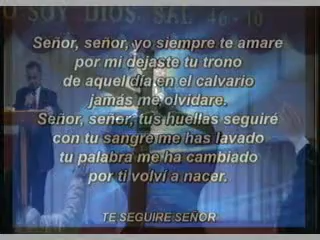 O SOY DIOS. SAL 46-10
Señor, señor, yo siempre te amare
por mi dejaste tu trono
de aquel dia en el calvario
jamás me olvidare.
Señor, señor, tus huellas seguiré
con tu sangre me has lavado
tu palabra me ha cambiado
por ti volví a nacer.
TE SEGUIRE SEÑOR